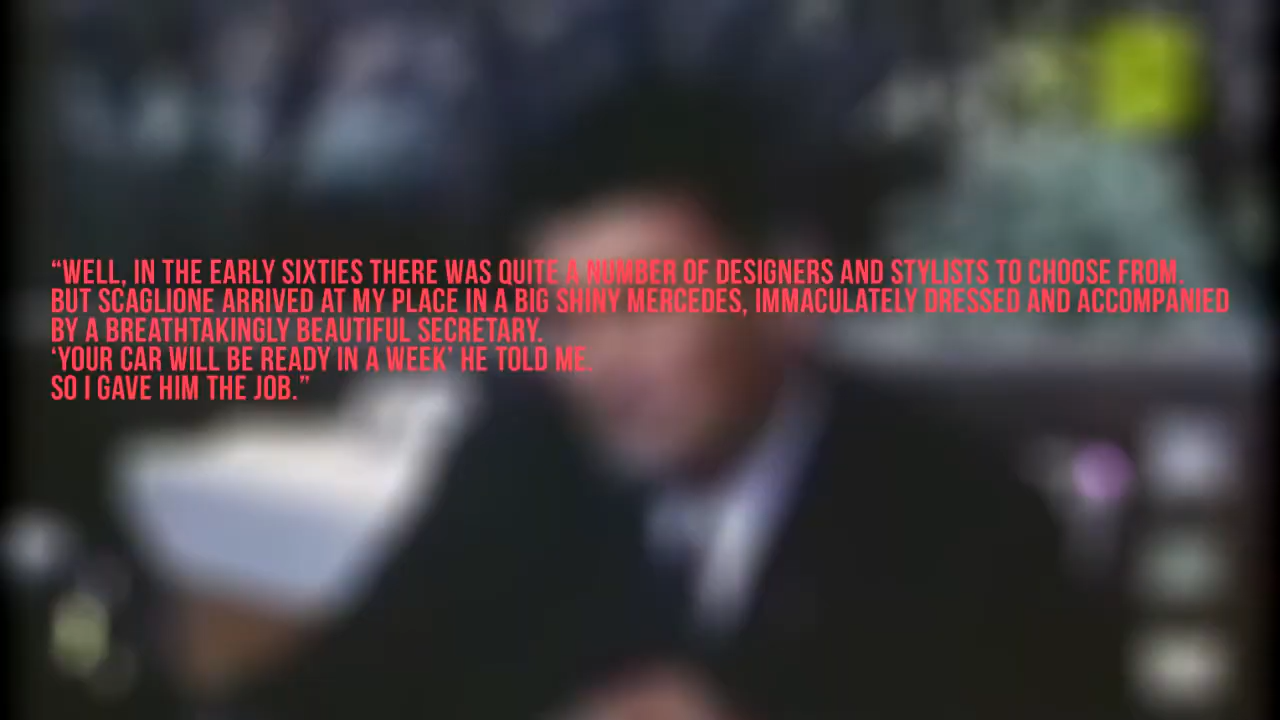 “WELL, IN THE EARLY SIXTIES THERE WAS QUITE A NUMBER OF DESIGNERS AND STYLISTS TO CHOOSE FROM.
BUT SCAGLIONE ARRIVED AT MY PLACE IN A BIG SHINY MERCEDES, IMMACULATELY DRESSED AND ACCOMPANIED
BY A BREATHTAKINGLY BEAUTIFUL SECRETARY.
‘YOUR CAR WILL BE READY IN A WEEK’ HE TOLD ME.
SO I GAVE HIM THE JOB.”